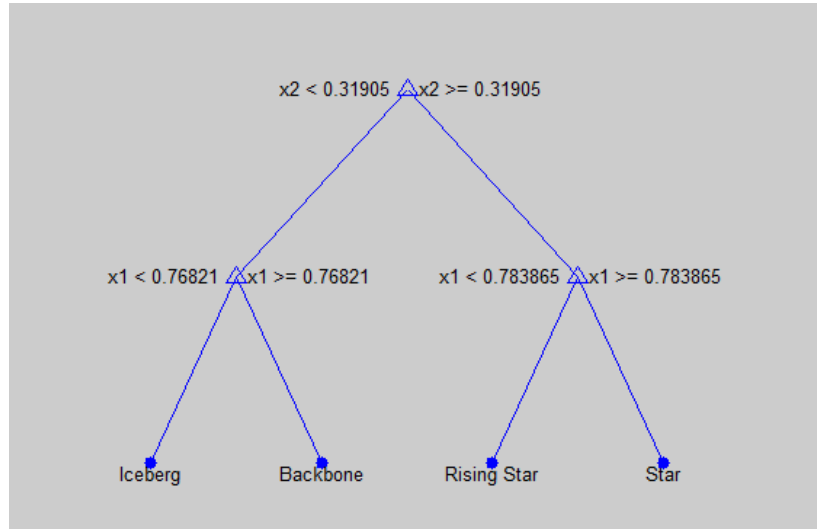 x2 < 0.31905 x2 >= 0.31905
x1 < 0.76821 x1 >= 0.76821 x1 < 0.783865 x1 >= 0.783865
Iceberg Backbone Rising Star Star